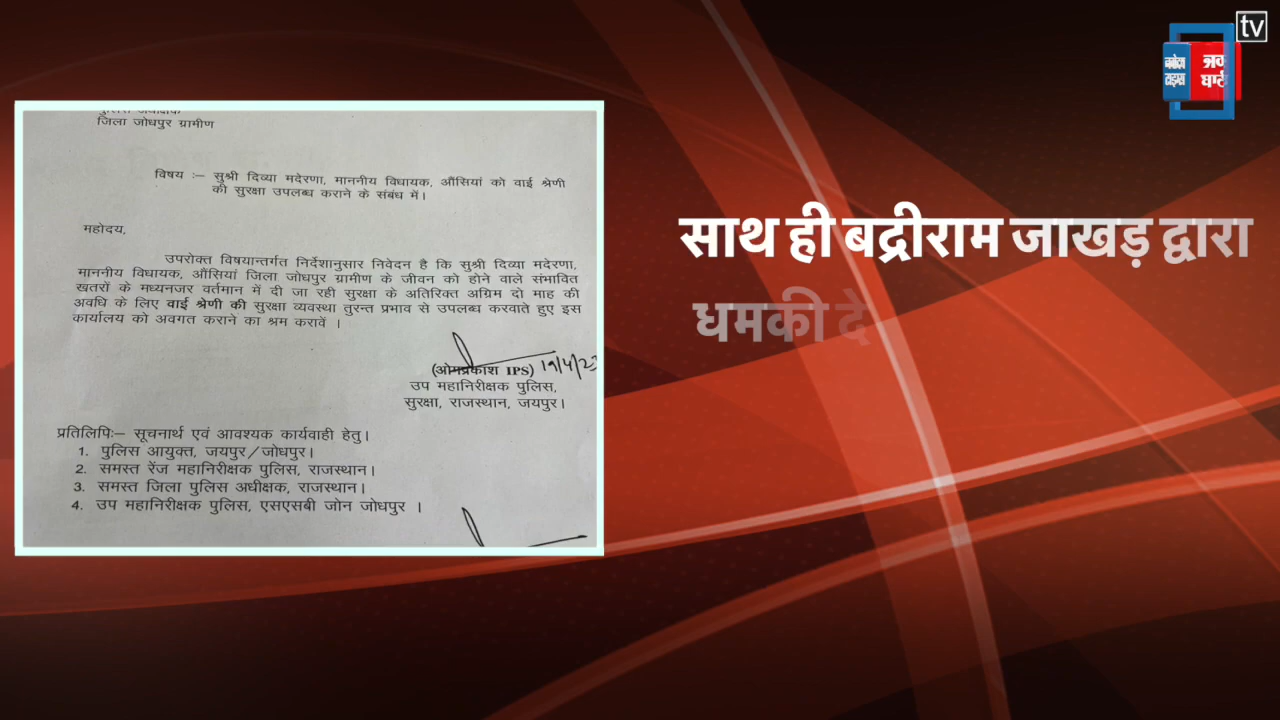 tv
जिला जोधपुर ग्रामीण
विषय :– सुश्री दिव्या मदेरणा, माननीय विधायक, औंसियां को वाई श्रेणी
की सुरक्षा उपलब्ध कराने के संबंध में।
महोदय,
उपरोक्त विषयान्तर्गत निर्देशानुसार निवेदन है कि सुश्री दिव्या मदेरणा,
माननीय विधायक, औंसियां जिला जोधपुर ग्रामीण के जीवन को होने वाले संभावित
खतरों के मध्यनजर वर्तमान में दी जा रही सुरक्षा के अतिरिक्त अग्रिम दो माह की
अवधि के लिए वाई श्रेणी की सुरक्षा व्यवस्था तुरन्त प्रभाव से उपलब्ध करवाते हुए इस
कार्यालय को अवगत कराने का श्रम करावें ।
(ओमप्रकाश IPS)
उप महानिरीक्षक पुलिस,
सुरक्षा, राजस्थान, जयपुर।
प्रतिलिपिः– सूचनार्थ एवं आवश्यक कार्यवाही हेतु।
1. पुलिस आयुक्त, जयपुर/जोधपुर।
2. समस्त रेंज महानिरीक्षक पुलिस, राजस्थान।
3. समस्त जिला पुलिस अधीक्षक, राजस्थान।
4. उप महानिरीक्षक पुलिस, एसएसबी जोन जोधपुर ।
साथ ही बद्रीराम जाखड़ द्वारा
धमकी दे